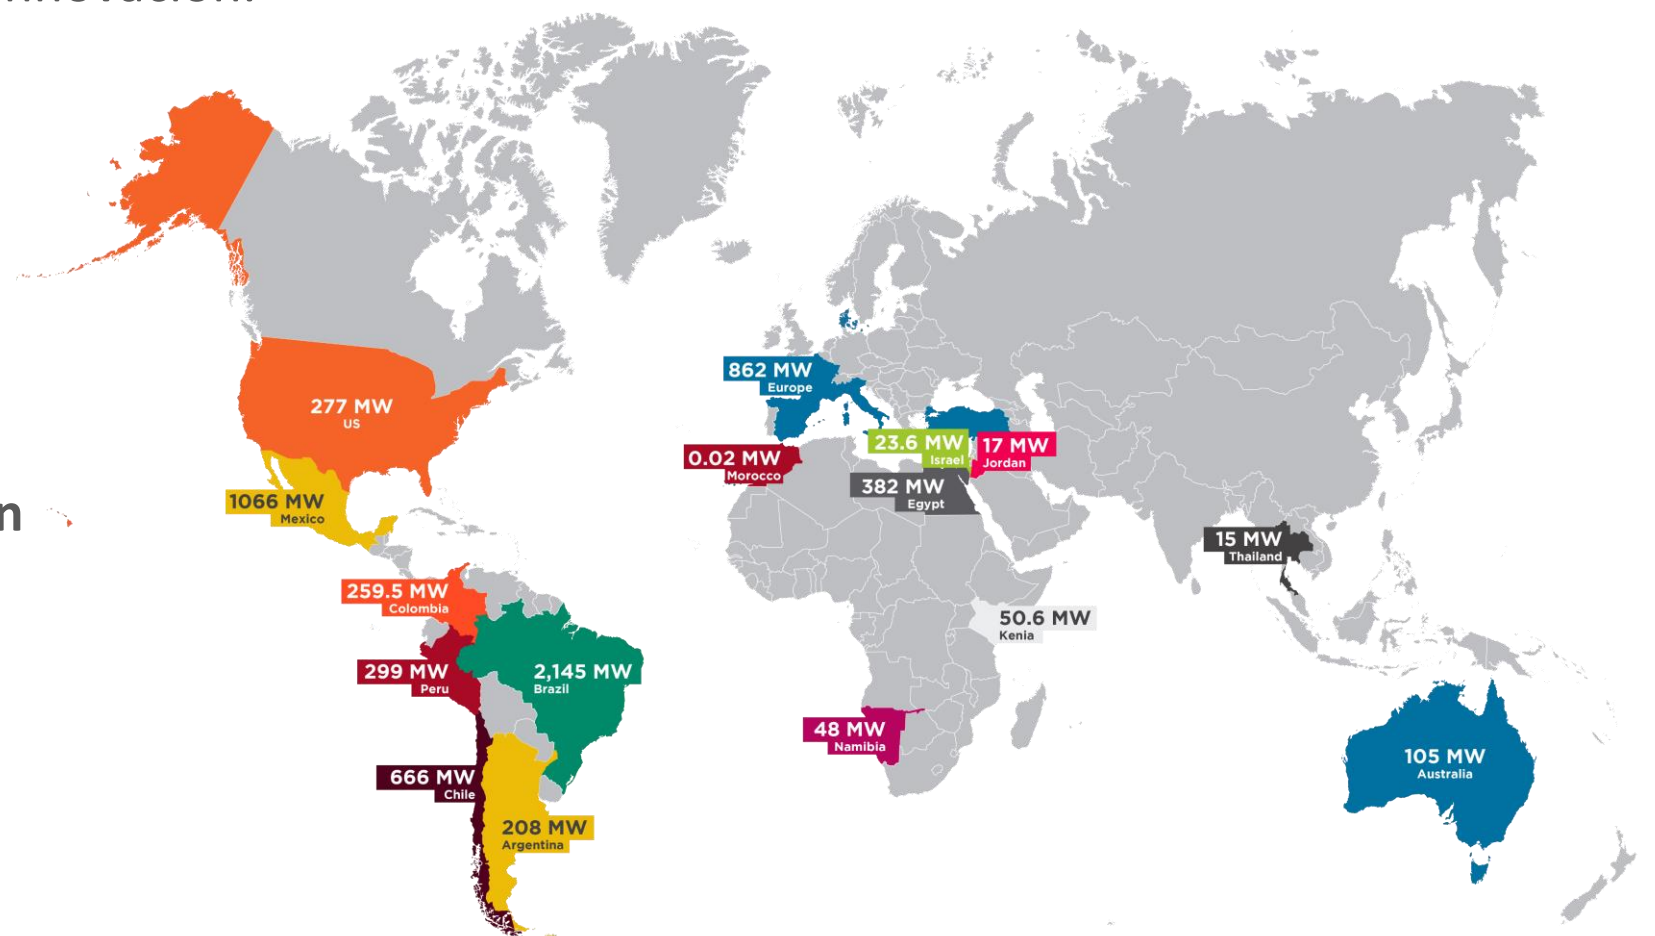 277 MW
US
1066 MW
Mexico
259.5 MW
Colombia
299 MW
Peru
2,145 MW
Brazil
666 MW
Chile
208 MW
Argentina
862 MW
Europe
0.02 MW
Morocco
23.6 MW
Israel
17 MW
Jordan
382 MW
Egypt
50.6 MW
Kenia
48 MW
Namibia
15 MW
Thailand
105 MW
Australia